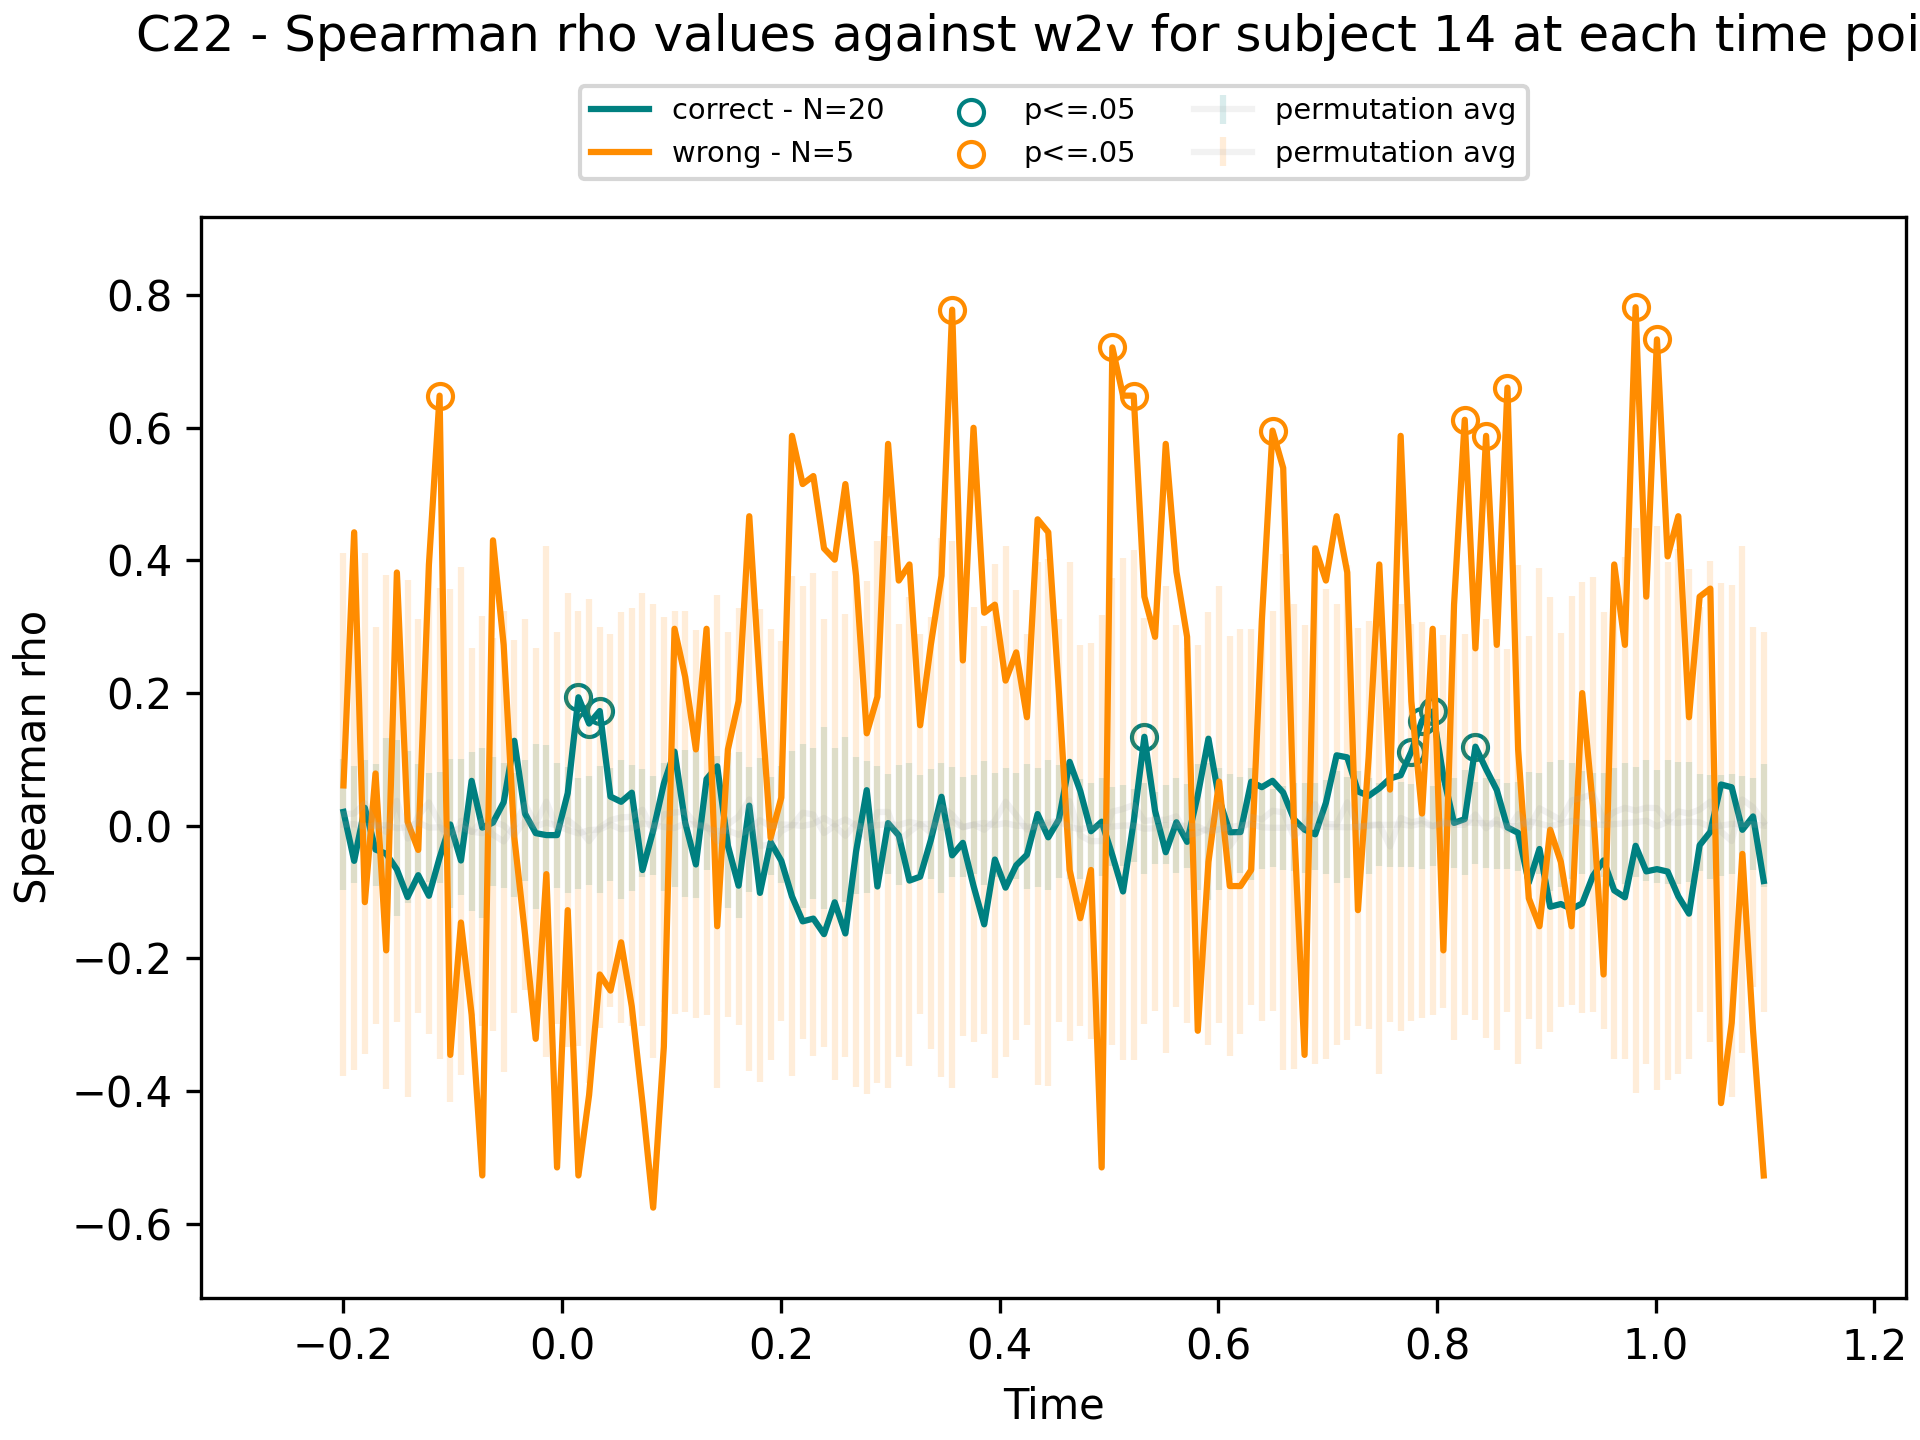 C22 - Spearman rho values against w2v for subject 14 at each time poi
correct - N=20 p<=.05 permutation avg
wrong - N=5 p<=.05 permutation avg
0.8
0.6
0.4
0.2
0.0
−0.2
−0.4
−0.6
Spearman rho
−0.2 0.0 0.2 0.4 0.6 0.8 1.0 1.2
Time